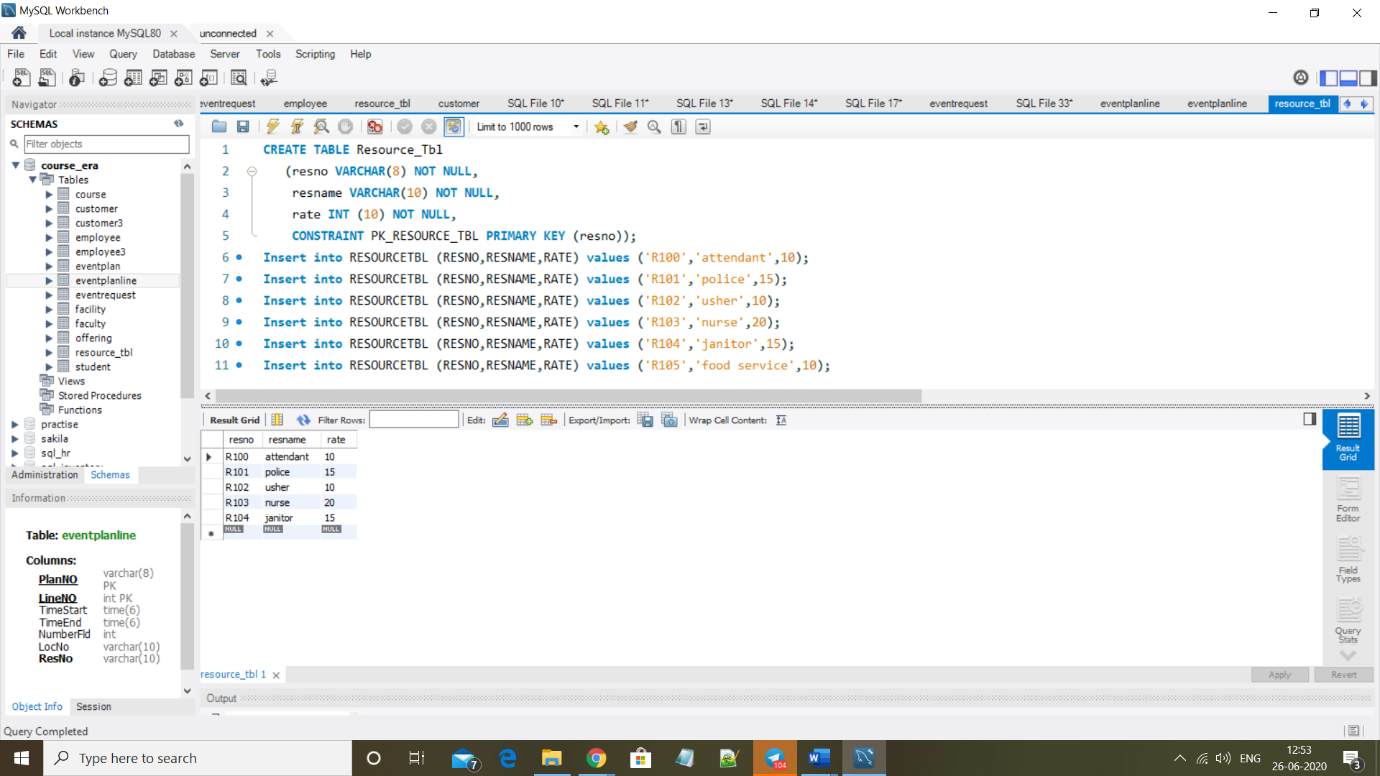 MySQL Workbench
Local instance MySQL80 × unconnected ×
File Edit View Query Database Server Tools Scripting Help
Navigator
SCHEMAS
Filter objects
course_era
Tables
course
customer
customer3
employee
employee3
eventplan
eventplanline
eventrequest
facility
faculty
offering
resource_tbl
student
Views
Stored Procedures
Functions
practise
sakila
sql_hr
Administration Schemas
Information
Table: eventplanline
Columns:
PlanNO varchar(8) PK
LineNO int PK
TimeStart time(6)
TimeEnd time(6)
NumberFld int
LocNo varchar(10)
ResNo varchar(10)
Object Info Session
Query Completed
eventrequest employee resource_tbl customer SQL File 10* SQL File 11* SQL File 13* SQL File 14* SQL File 17* eventrequest SQL File 33* eventplanline eventplanline resource_tbl
Limit to 1000 rows
1 CREATE TABLE Resource_Tbl
2 (resno VARCHAR(8) NOT NULL,
3 resname VARCHAR(10) NOT NULL,
4 rate INT (10) NOT NULL,
5 CONSTRAINT PK_RESOURCE_TBL PRIMARY KEY (resno));
6 Insert into RESOURCETBL (RESNO,RESNAME,RATE) values ('R100','attendant',10);
7 Insert into RESOURCETBL (RESNO,RESNAME,RATE) values ('R101','police',15);
8 Insert into RESOURCETBL (RESNO,RESNAME,RATE) values ('R102','usher',10);
9 Insert into RESOURCETBL (RESNO,RESNAME,RATE) values ('R103','nurse',20);
10 Insert into RESOURCETBL (RESNO,RESNAME,RATE) values ('R104','janitor',15);
11 Insert into RESOURCETBL (RESNO,RESNAME,RATE) values ('R105','food service',10);
Result Grid Filter Rows: Edit: Export/Import: Wrap Cell Content:
resno resname rate
R100 attendant 10
R101 police 15
R102 usher 10
R103 nurse 20
R104 janitor 15
NULL NULL NULL
Result
Grid
Form
Editor
Field
Types
Query
Stats
resource_tbl 1 × Apply Revert
Output
Type here to search
7
104
ENG
12:53
26-06-2020
3